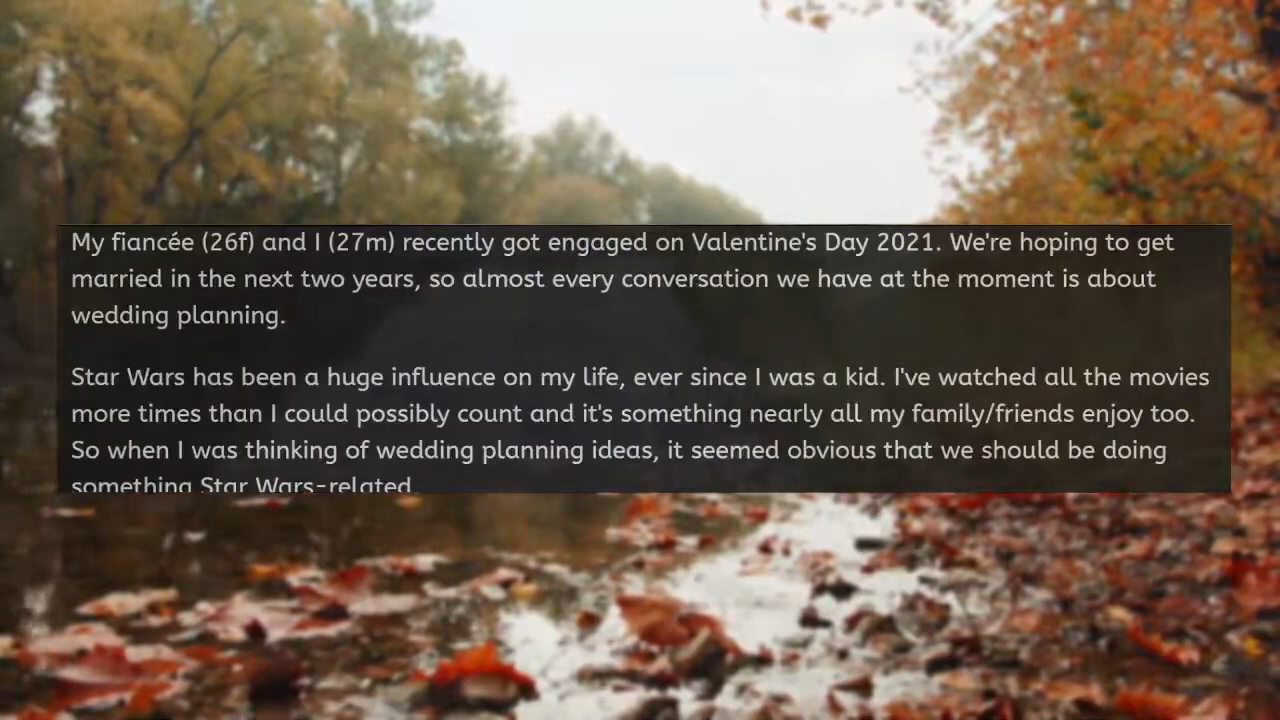 My fiancée (26f) and I (27m) recently got engaged on Valentine's Day 2021. We're hoping to get
married in the next two years, so almost every conversation we have at the moment is about
wedding planning.
Star Wars has been a huge influence on my life, ever since I was a kid. I've watched all the movies
more times than I could possibly count and it's something nearly all my family/friends enjoy too.
So when I was thinking of wedding planning ideas, it seemed obvious that we should be doing
something Star Wars-related